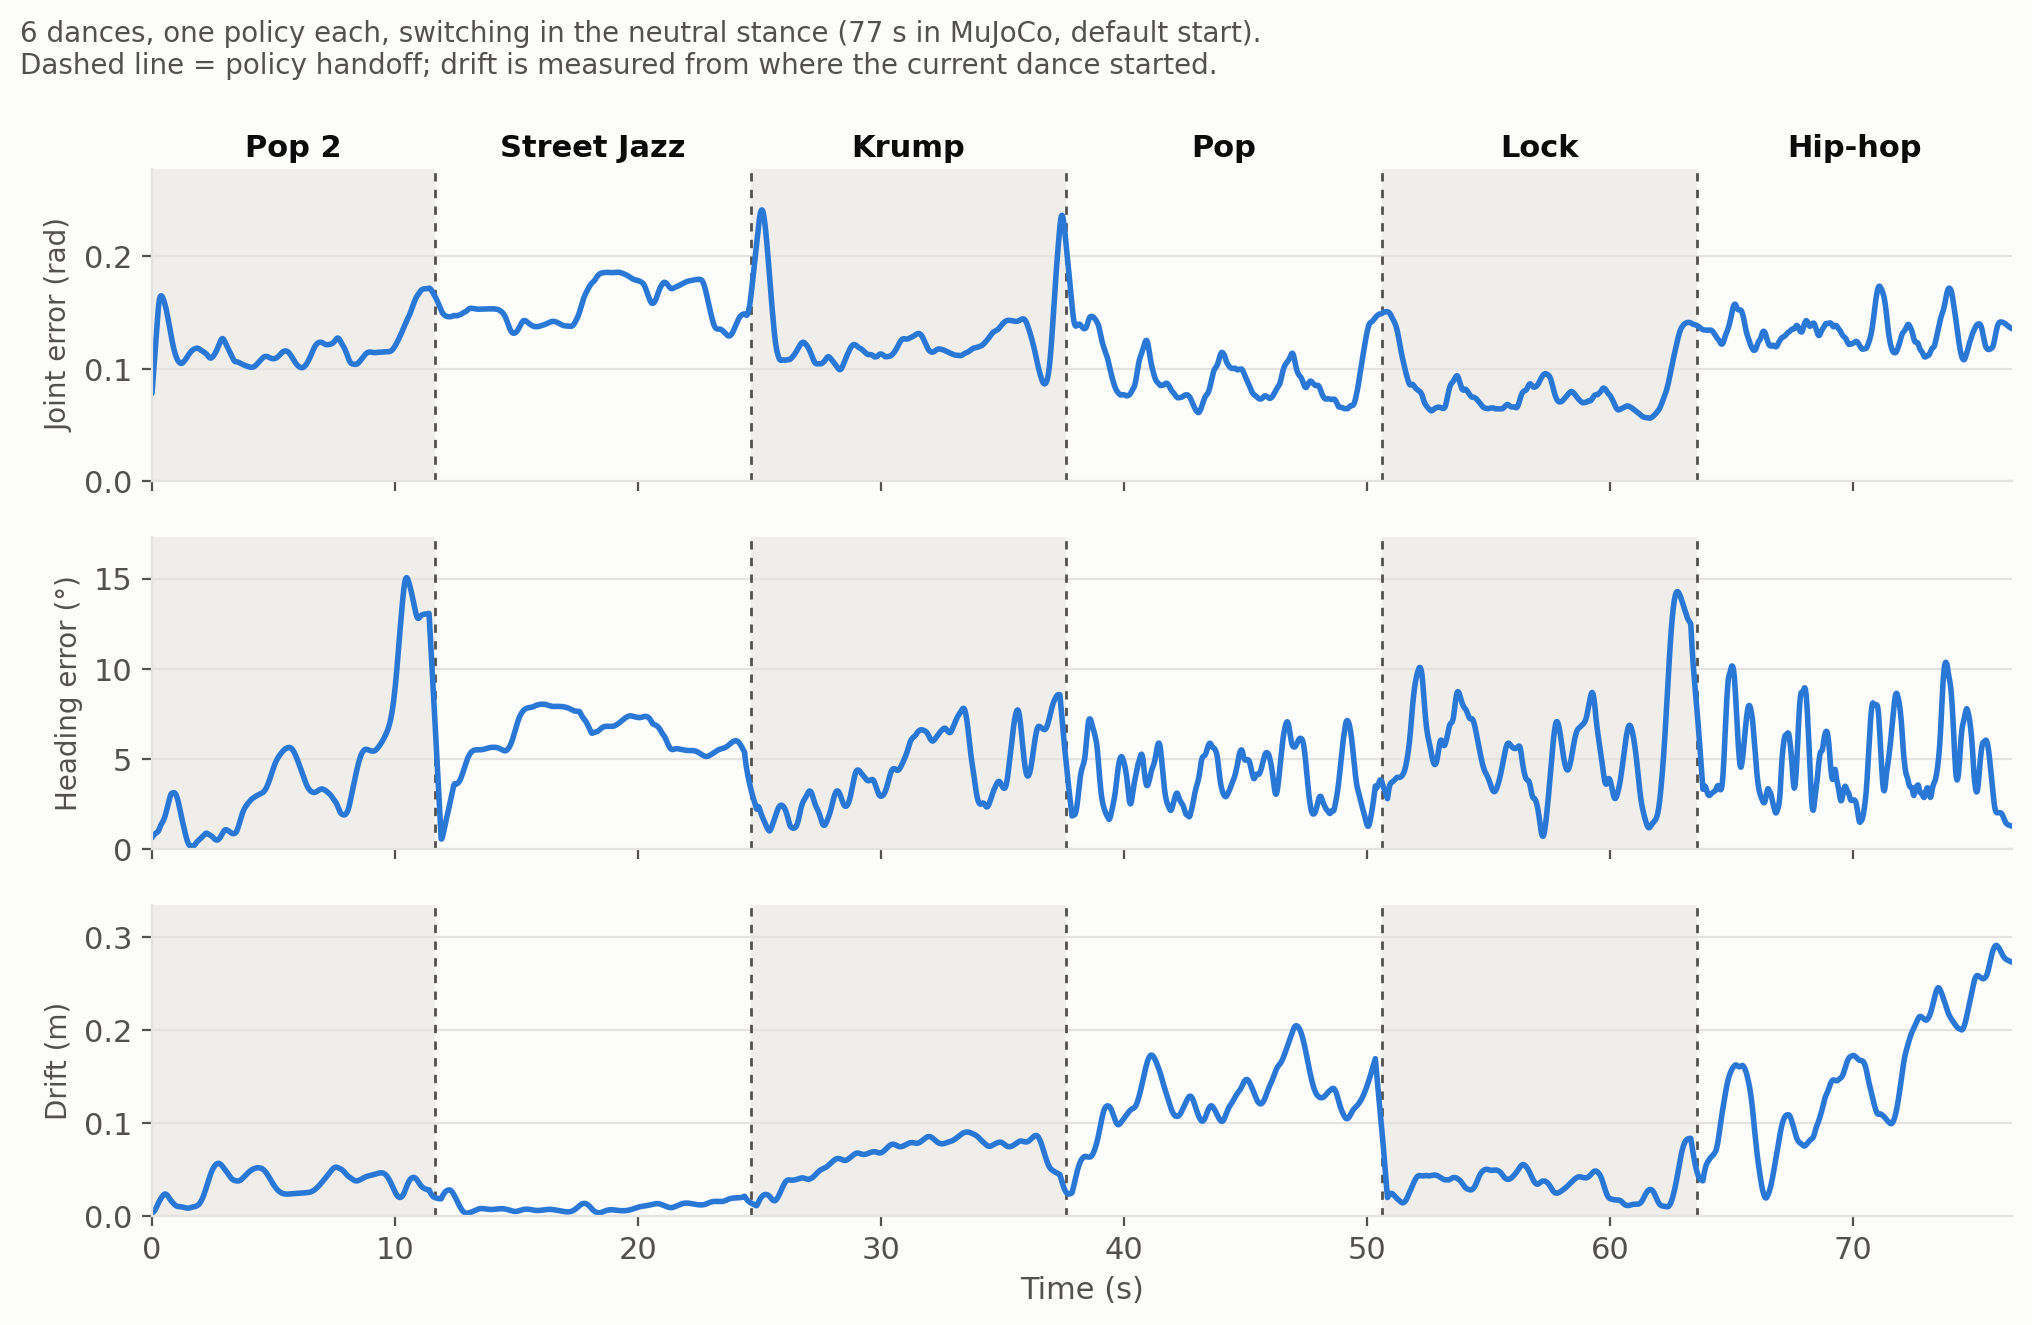 6 dances, one policy each, switching in the neutral stance (77 s in MuJoCo, default start).
Dashed line = policy handoff; drift is measured from where the current dance started.
Pop 2 Street Jazz Krump Pop Lock Hip-hop
Joint error (rad)
0.2
0.1
0.0
Heading error (°)
15
10
5
0
Drift (m)
0.3
0.2
0.1
0.0
0 10 20 30 40 50 60 70
Time (s)